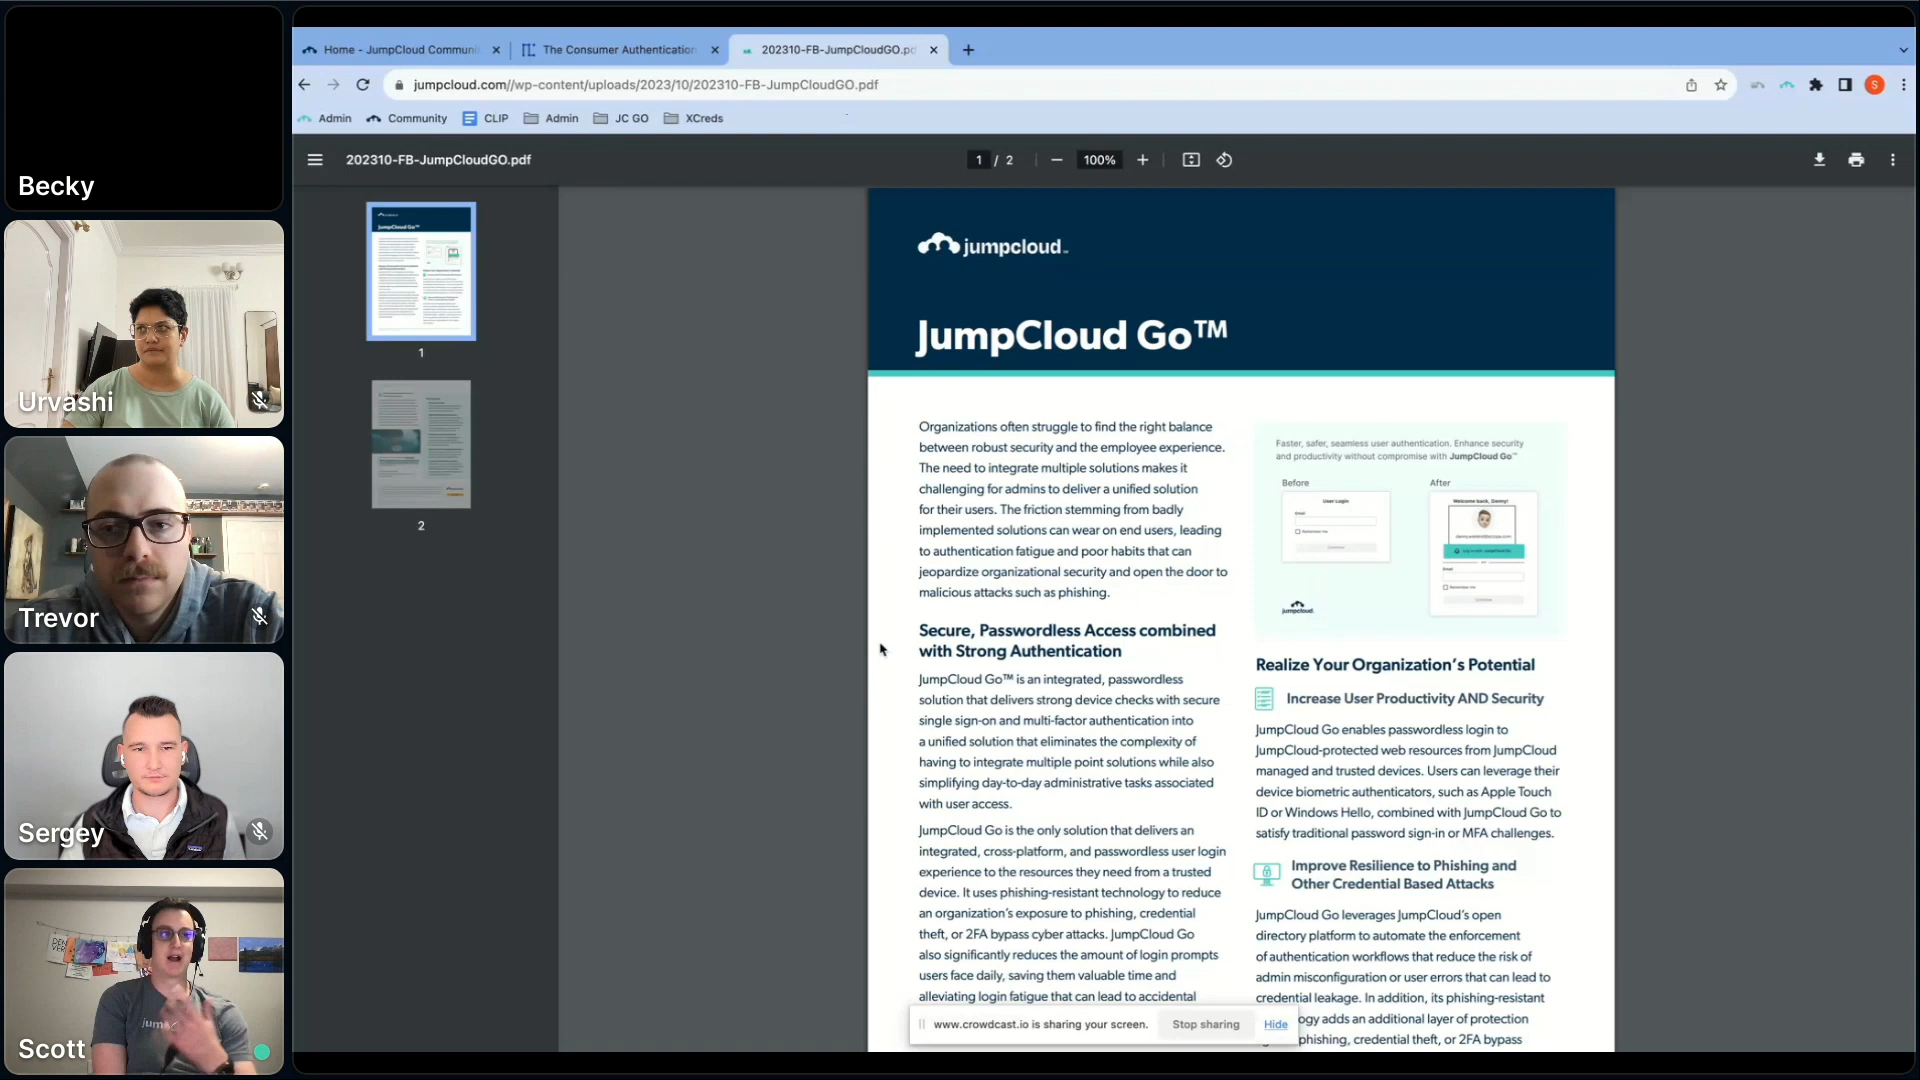 Becky
Urvashi
Trevor
Sergey
Scott
Home - JumpCloud Communi
The Consumer Authentication
202310-FB-JumpCloudGO.pd
jumpcloud.com//wp-content/uploads/2023/10/202310-FB-JumpCloudGO.pdf
S
Admin
Community
CLIP
Admin
JC GO
XCreds
202310-FB-JumpCloudGO.pdf
1 / 2
100%
1
2
jumpcloud
JumpCloud Go™
Organizations often struggle to find the right balance
between robust security and the employee experience.
The need to integrate multiple solutions makes it
challenging for admins to deliver a unified solution
for their users. The friction stemming from badly
implemented solutions can wear on end users, leading
to authentication fatigue and poor habits that can
jeopardize organizational security and open the door to
malicious attacks such as phishing.
Secure, Passwordless Access combined
with Strong Authentication
JumpCloud Go™ is an integrated, passwordless
solution that delivers strong device checks with secure
single sign-on and multi-factor authentication into
a unified solution that eliminates the complexity of
having to integrate multiple point solutions while also
simplifying day-to-day administrative tasks associated
with user access.
JumpCloud Go is the only solution that delivers an
integrated, cross-platform, and passwordless user login
experience to the resources they need from a trusted
device. It uses phishing-resistant technology to reduce
an organization's exposure to phishing, credential
theft, or 2FA bypass cyber attacks. JumpCloud Go
also significantly reduces the amount of login prompts
users face daily, saving them valuable time and
alleviating login fatigue that can lead to accidental
Faster, safer, seamless user authentication. Enhance security
and productivity without compromise with JumpCloud Go™
Before
After
User Login
Email
Remember me
Continue
Welcome back, Denny!
Email
Remember me
Continue
jumpcloud
Realize Your Organization's Potential
Increase User Productivity AND Security
JumpCloud Go enables passwordless login to
JumpCloud-protected web resources from JumpCloud
managed and trusted devices. Users can leverage their
device biometric authenticators, such as Apple Touch
ID or Windows Hello, combined with JumpCloud Go to
satisfy traditional password sign-in or MFA challenges.
Improve Resilience to Phishing and
Other Credential Based Attacks
JumpCloud Go leverages JumpCloud's open
directory platform to automate the enforcement
of authentication workflows that reduce the risk of
admin misconfiguration or user errors that can lead to
credential leakage. In addition, its phishing-resistant
ogy adds an additional layer of protection
phishing, credential theft, or 2FA bypass
www.crowdcast.io is sharing your screen.
Stop sharing
Hide